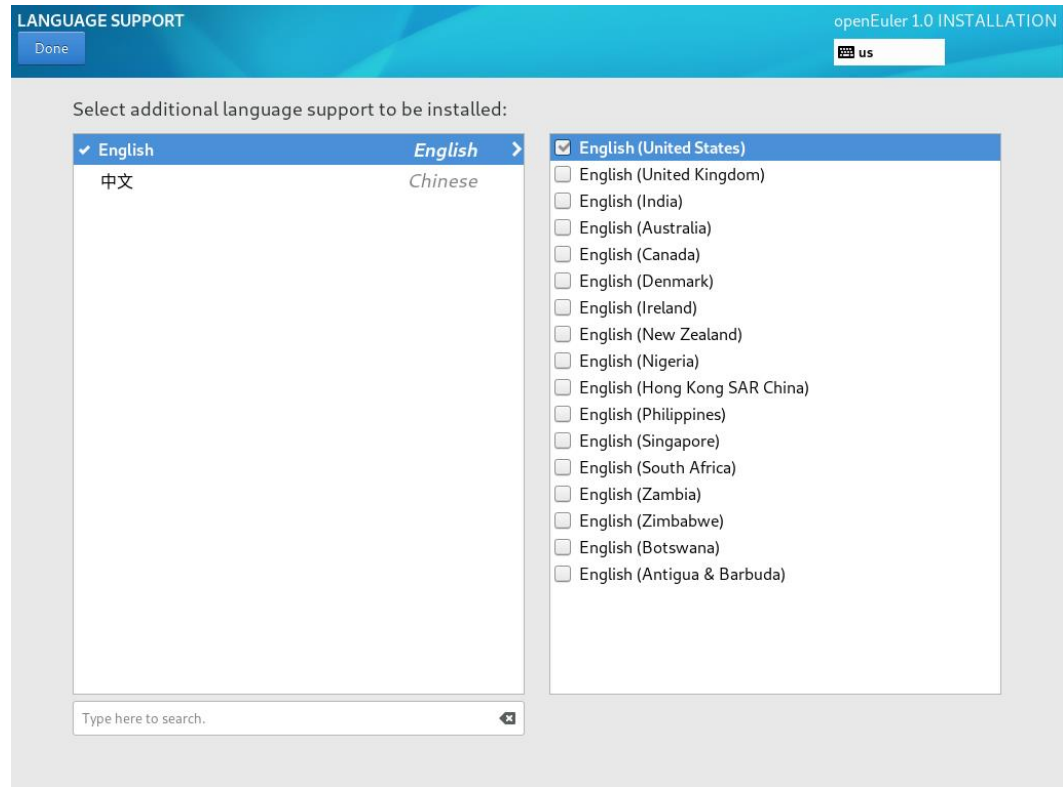 LANGUAGE SUPPORT
openEuler 1.0 INSTALLATION
Done
us
Select additional language support to be installed:
English English
中文 Chinese
English (United States)
English (United Kingdom)
English (India)
English (Australia)
English (Canada)
English (Denmark)
English (Ireland)
English (New Zealand)
English (Nigeria)
English (Hong Kong SAR China)
English (Philippines)
English (Singapore)
English (South Africa)
English (Zambia)
English (Zimbabwe)
English (Botswana)
English (Antigua & Barbuda)
Type here to search.